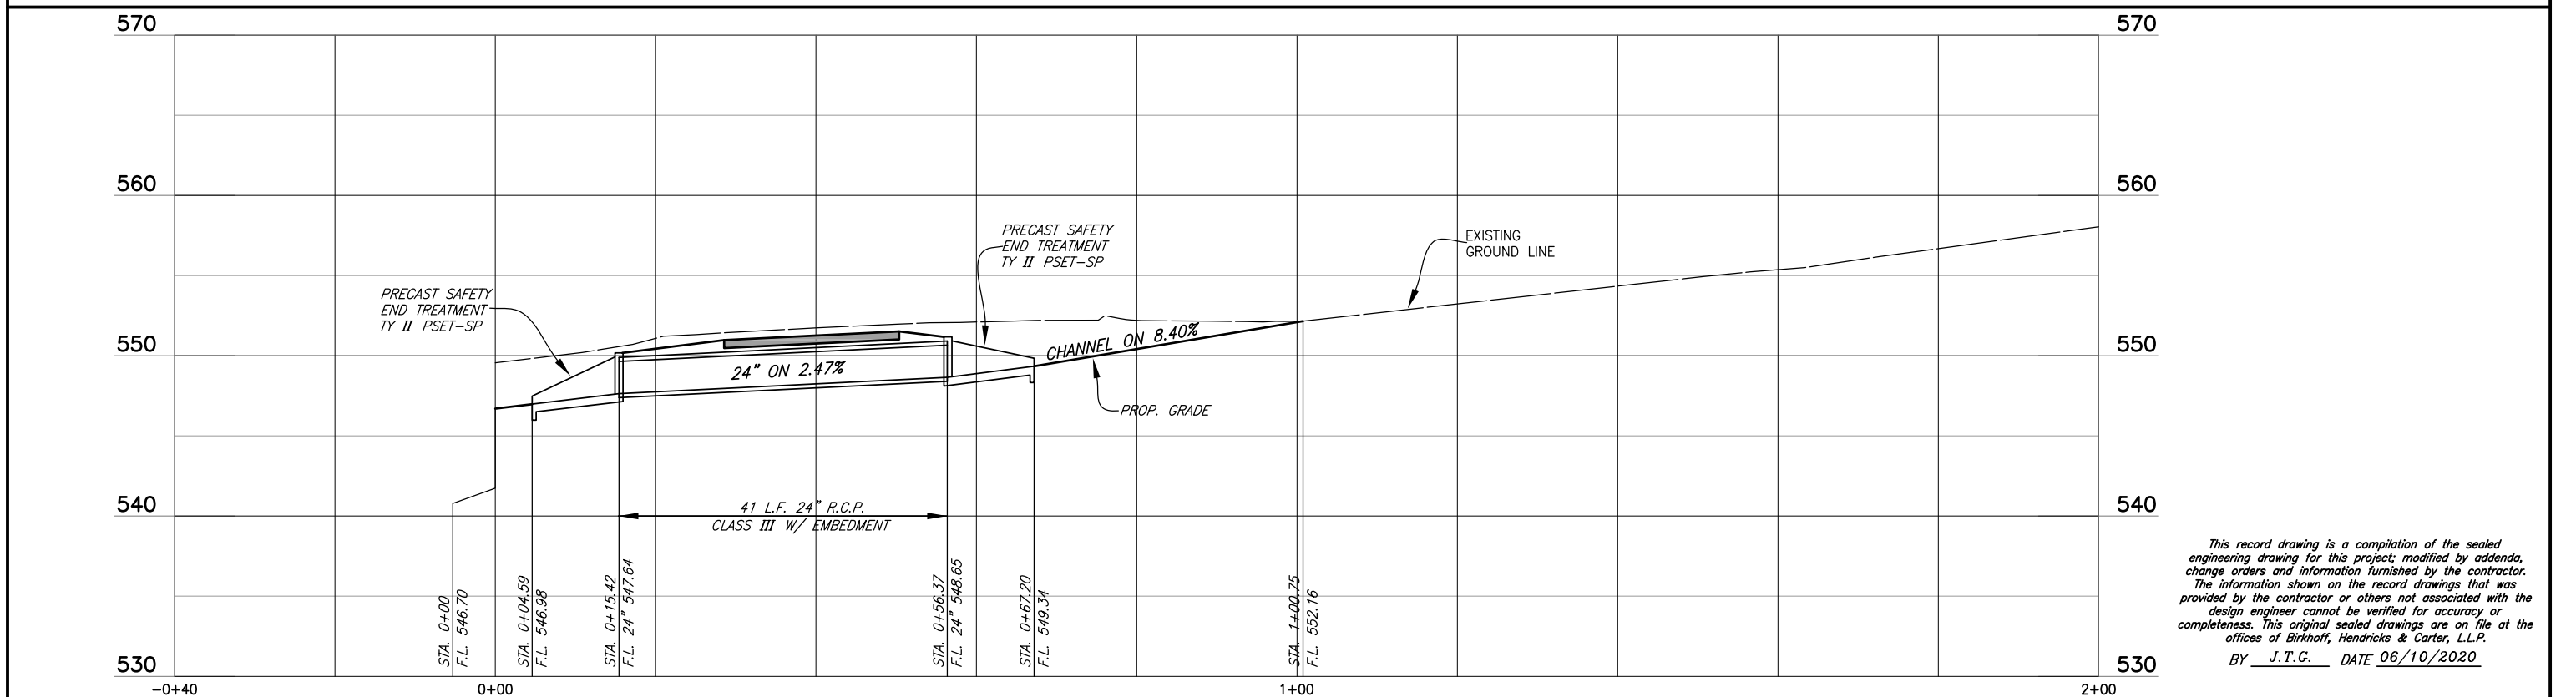 570
570
560
560
PRECAST SAFETY
END TREATMENT
TY II PSET-SP
EXISTING
GROUND LINE
PRECAST SAFETY
END TREATMENT
TY II PSET-SP
550
550
CHANNEL ON 8.40%
24" ON 2.47%
PROP. GRADE
540
540
41 L.F. 24" R.C.P.
CLASS III W/ EMBEDMENT
STA. 0+00
F.L. 546.70
STA. 0+04.59
F.L. 546.98
STA. 0+15.42
F.L. 24" 547.64
STA. 0+56.37
F.L. 24" 548.65
STA. 0+67.20
F.L. 549.34
STA. 1+00.75
F.L. 552.16
This record drawing is a compilation of the sealed
engineering drawing for this project; modified by addenda,
change orders and information furnished by the contractor.
The information shown on the record drawings that was
provided by the contractor or others not associated with the
design engineer cannot be verified for accuracy or
completeness. This original sealed drawings are on file at the
offices of Birkhoff, Hendricks & Carter, L.L.P.
BY J.T.G. DATE 06/10/2020
530
530
-0+40
0+00
1+00
2+00